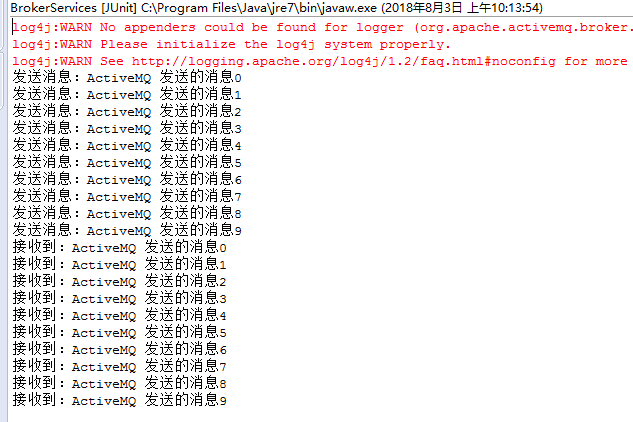 BrokerServices [JUnit] C:\Program Files\Java\jre7\bin\javaw.exe (2018年8月3日 上午10:13:54)
log4j:WARN No appenders could be found for logger (org.apache.activemq.broker.
log4j:WARN Please initialize the log4j system properly.
log4j:WARN See http://logging.apache.org/log4j/1.2/faq.html#noconfig for more
发送消息：ActiveMQ 发送的消息0
发送消息：ActiveMQ 发送的消息1
发送消息：ActiveMQ 发送的消息2
发送消息：ActiveMQ 发送的消息3
发送消息：ActiveMQ 发送的消息4
发送消息：ActiveMQ 发送的消息5
发送消息：ActiveMQ 发送的消息6
发送消息：ActiveMQ 发送的消息7
发送消息：ActiveMQ 发送的消息8
发送消息：ActiveMQ 发送的消息9
接收到：ActiveMQ 发送的消息0
接收到：ActiveMQ 发送的消息1
接收到：ActiveMQ 发送的消息2
接收到：ActiveMQ 发送的消息3
接收到：ActiveMQ 发送的消息4
接收到：ActiveMQ 发送的消息5
接收到：ActiveMQ 发送的消息6
接收到：ActiveMQ 发送的消息7
接收到：ActiveMQ 发送的消息8
接收到：ActiveMQ 发送的消息9